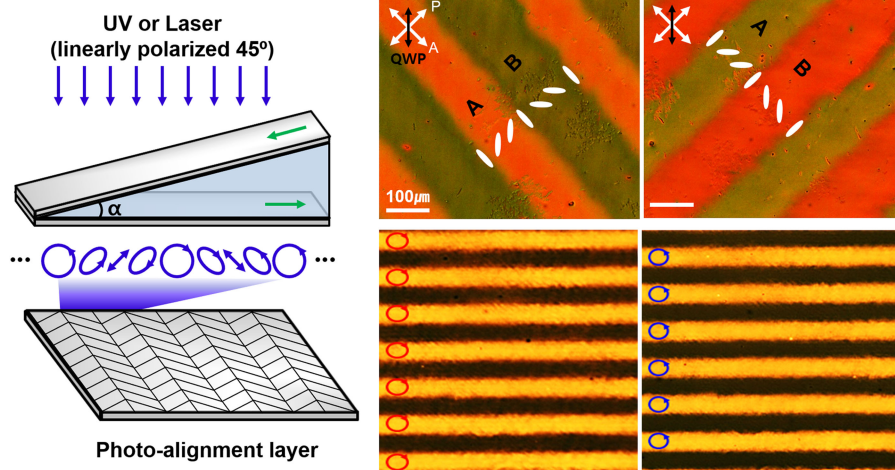 UV or Laser
(linearly polarized 45º)
α
Photo-alignment layer
P
A
QWP
B
A
100㎛
A
B